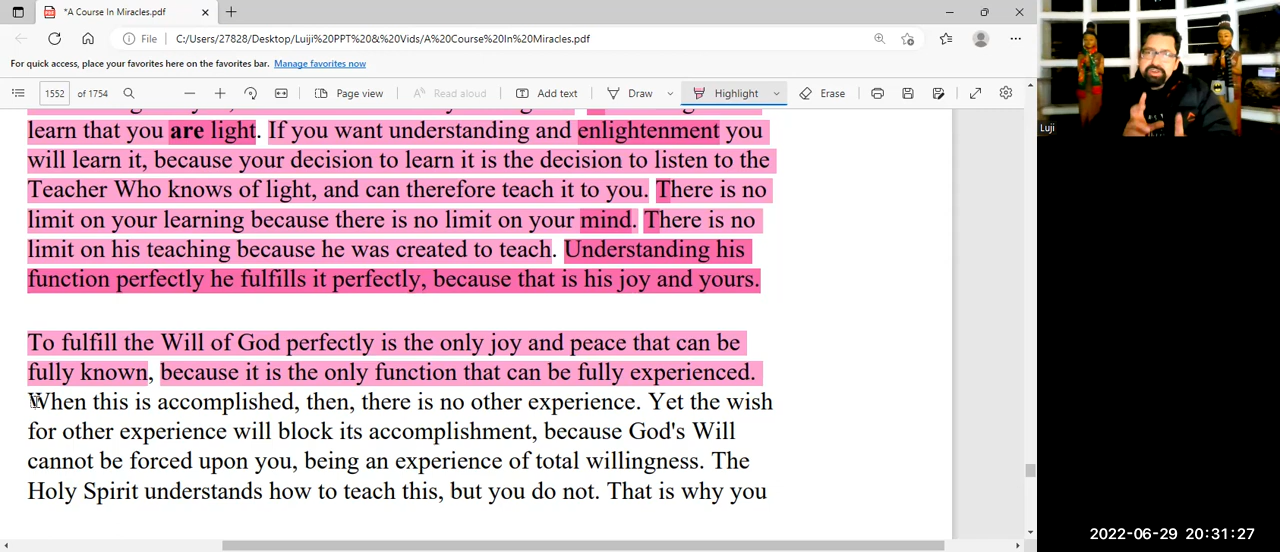 *A Course In Miracles.pdf
File C:/Users/27828/Desktop/Luiji%20PPT%20&%20Vids/A%20Course%20In%20Miracles.pdf
For quick access, place your favorites here on the favorites bar. Manage favorites now
1552 of 1754 Page view Read aloud Add text Draw Highlight Erase
learn that you are light. If you want understanding and enlightenment you
will learn it, because your decision to learn it is the decision to listen to the
Teacher Who knows of light, and can therefore teach it to you. There is no
limit on your learning because there is no limit on your mind. There is no
limit on his teaching because he was created to teach. Understanding his
function perfectly he fulfills it perfectly, because that is his joy and yours.
To fulfill the Will of God perfectly is the only joy and peace that can be
fully known, because it is the only function that can be fully experienced.
When this is accomplished, then, there is no other experience. Yet the wish
for other experience will block its accomplishment, because God's Will
cannot be forced upon you, being an experience of total willingness. The
Holy Spirit understands how to teach this, but you do not. That is why you
Luji
2022-06-29 20:31:27